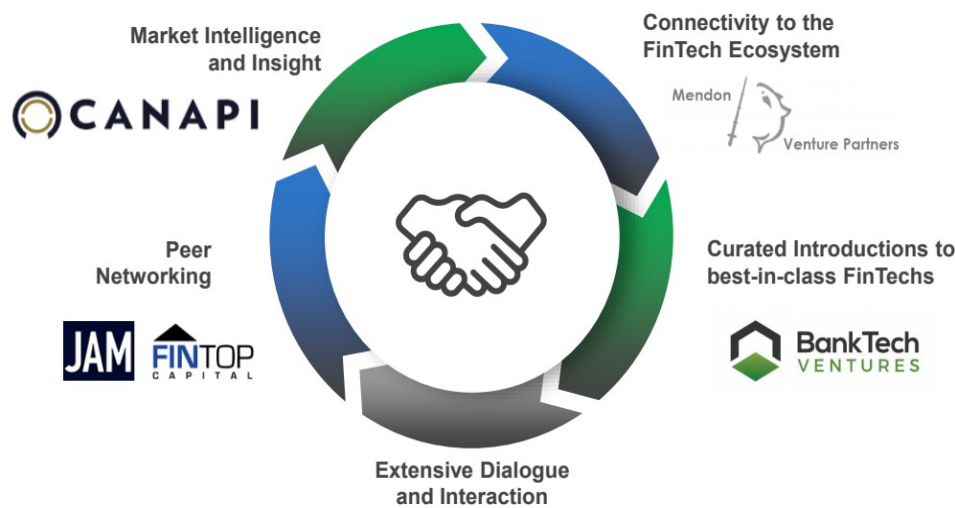 Market Intelligence
and Insight
CANAPI
Connectivity to the
FinTech Ecosystem
Mendon
Venture Partners
Curated Introductions to
best-in-class FinTechs
BankTech
VENTURES
Extensive Dialogue
and Interaction
Peer
Networking
JAM
FINTOP
CAPITAL